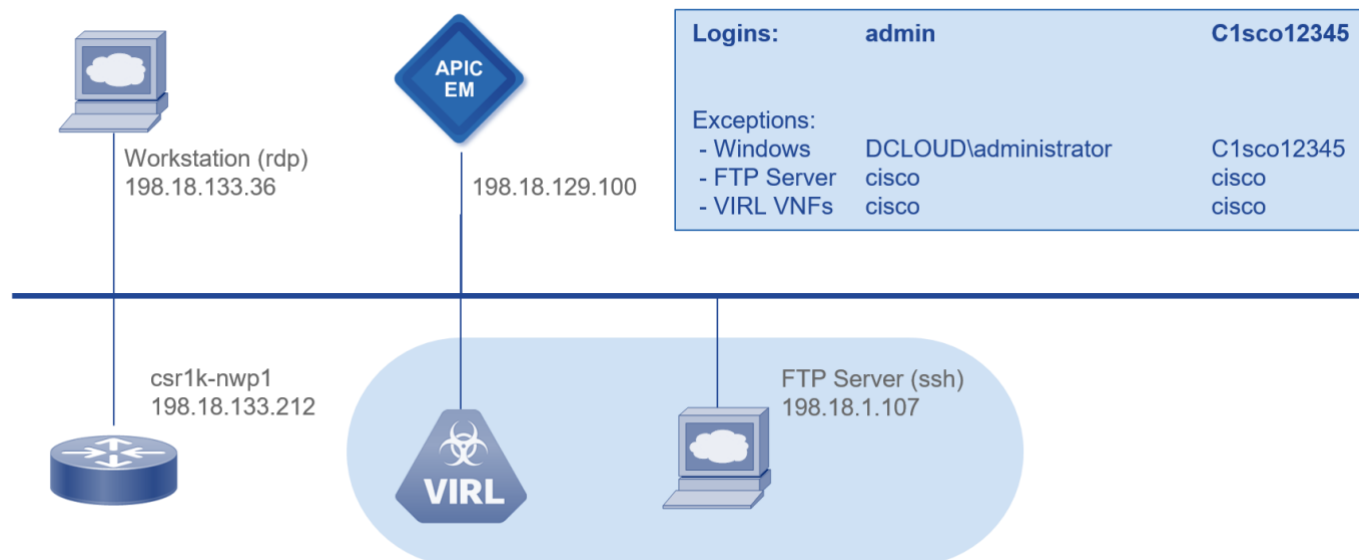 Logins: admin C1sco12345
APIC
EM
Exceptions:
- Windows DCLOUD\administrator C1sco12345
- FTP Server cisco cisco
- VIRL VNFs cisco cisco
Workstation (rdp)
198.18.133.36
198.18.129.100
csr1k-nwp1
198.18.133.212
FTP Server (ssh)
198.18.1.107
VIRL